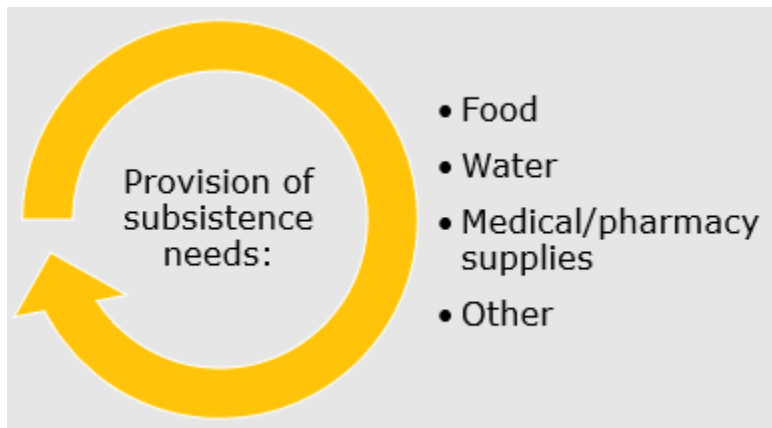 Provision of
subsistence
needs:
• Food
• Water
• Medical/pharmacy
supplies
• Other